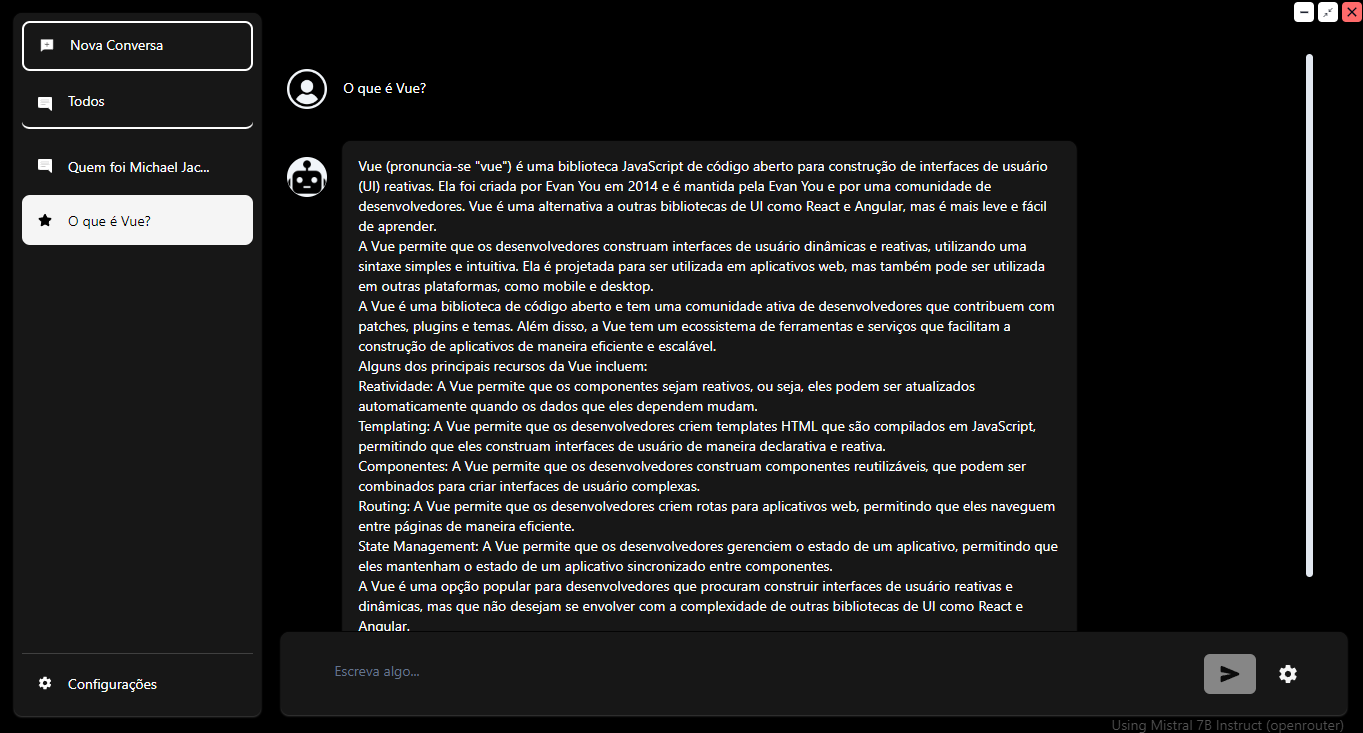 Nova Conversa
Todos
Quem foi Michael Jac...
O que é Vue?
Configurações
O que é Vue?
Vue (pronuncia-se "vue") é uma biblioteca JavaScript de código aberto para construção de interfaces de usuário
(UI) reativas. Ela foi criada por Evan You em 2014 e é mantida pela Evan You e por uma comunidade de
desenvolvedores. Vue é uma alternativa a outras bibliotecas de UI como React e Angular, mas é mais leve e fácil
de aprender.
A Vue permite que os desenvolvedores construam interfaces de usuário dinâmicas e reativas, utilizando uma
sintaxe simples e intuitiva. Ela é projetada para ser utilizada em aplicativos web, mas também pode ser utilizada
em outras plataformas, como mobile e desktop.
A Vue é uma biblioteca de código aberto e tem uma comunidade ativa de desenvolvedores que contribuem com
patches, plugins e temas. Além disso, a Vue tem um ecossistema de ferramentas e serviços que facilitam a
construção de aplicativos de maneira eficiente e escalável.
Alguns dos principais recursos da Vue incluem:
Reatividade: A Vue permite que os componentes sejam reativos, ou seja, eles podem ser atualizados
automaticamente quando os dados que eles dependem mudam.
Templating: A Vue permite que os desenvolvedores criem templates HTML que são compilados em JavaScript,
permitindo que eles construam interfaces de usuário de maneira declarativa e reativa.
Componentes: A Vue permite que os desenvolvedores construam componentes reutilizáveis, que podem ser
combinados para criar interfaces de usuário complexas.
Routing: A Vue permite que os desenvolvedores criem rotas para aplicativos web, permitindo que eles naveguem
entre páginas de maneira eficiente.
State Management: A Vue permite que os desenvolvedores gerenciem o estado de um aplicativo, permitindo que
eles mantenham o estado de um aplicativo sincronizado entre componentes.
A Vue é uma opção popular para desenvolvedores que procuram construir interfaces de usuário reativas e
dinâmicas, mas que não desejam se envolver com a complexidade de outras bibliotecas de UI como React e
Angular.
Escreva algo...
Using Mistral 7B Instruct (openrouter)